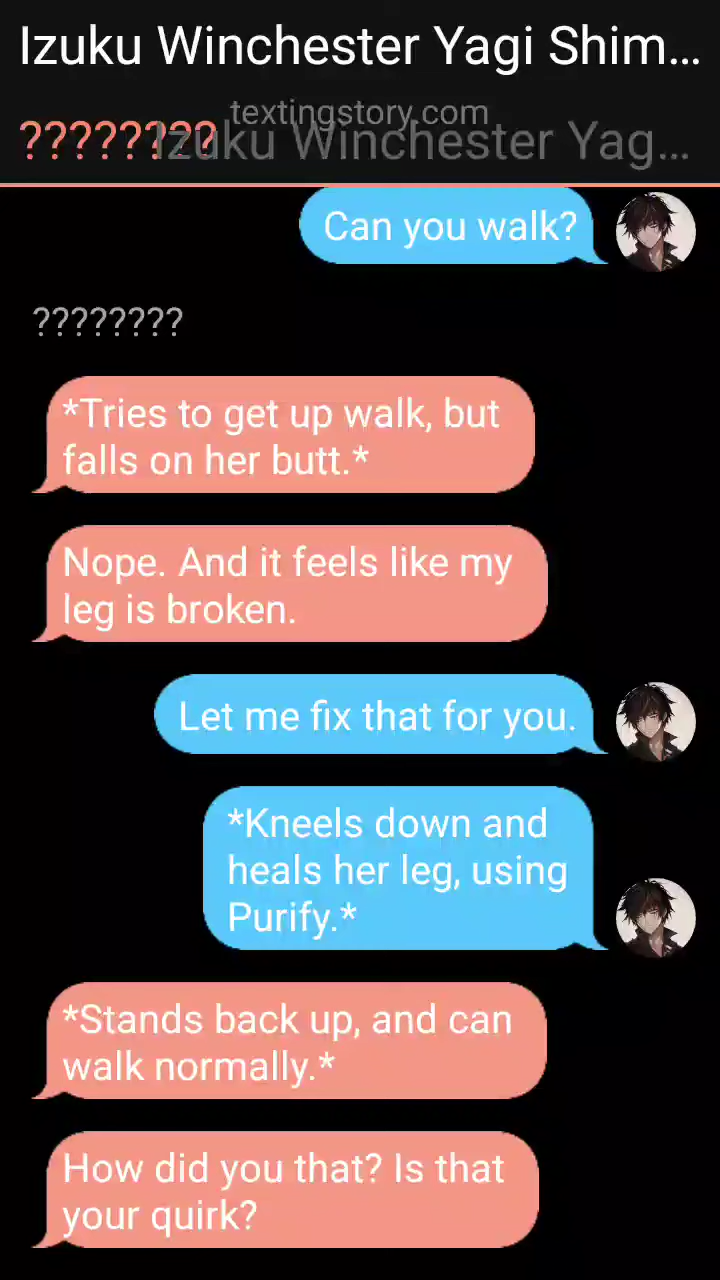 Izuku Winchester Yagi Shim...
textingstory.com
????????
Izuku Winchester Yag...
Can you walk?
????????
*Tries to get up walk, but
falls on her butt.*
Nope. And it feels like my
leg is broken.
Let me fix that for you.
*Kneels down and
heals her leg, using
Purify.*
*Stands back up, and can
walk normally.*
How did you that? Is that
your quirk?